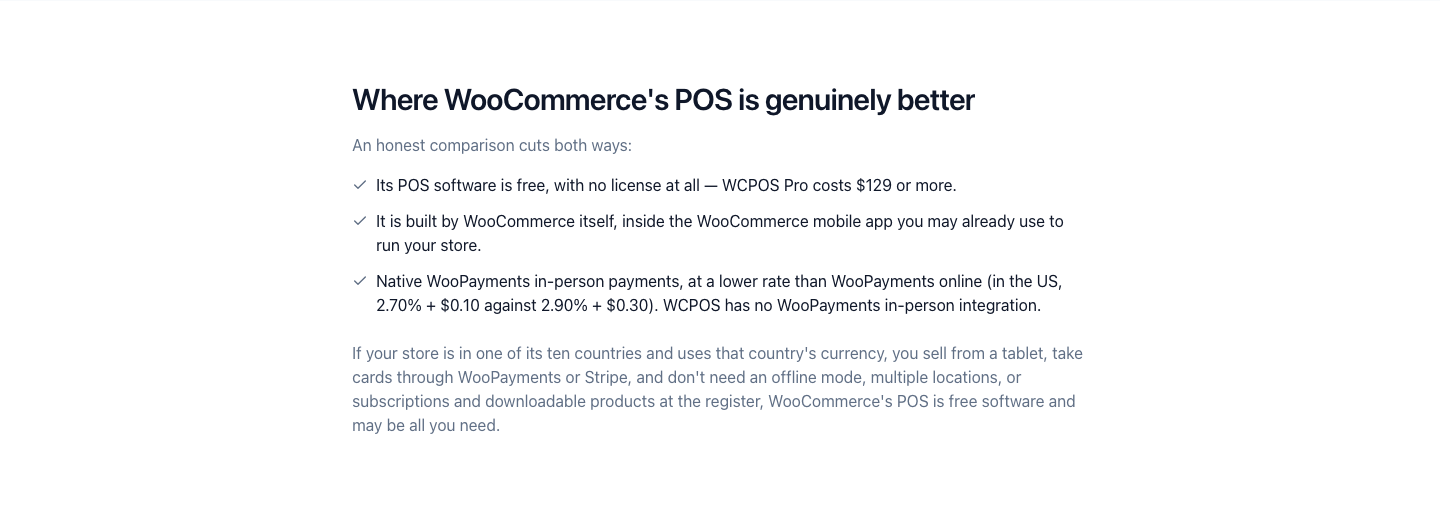 Where WooCommerce's POS is genuinely better
An honest comparison cuts both ways:
Its POS software is free, with no license at all — WCPOS Pro costs $129 or more.
It is built by WooCommerce itself, inside the WooCommerce mobile app you may already use to
run your store.
Native WooPayments in-person payments, at a lower rate than WooPayments online (in the US,
2.70% + $0.10 against 2.90% + $0.30). WCPOS has no WooPayments in-person integration.
If your store is in one of its ten countries and uses that country's currency, you sell from a tablet, take
cards through WooPayments or Stripe, and don't need an offline mode, multiple locations, or
subscriptions and downloadable products at the register, WooCommerce's POS is free software and
may be all you need.